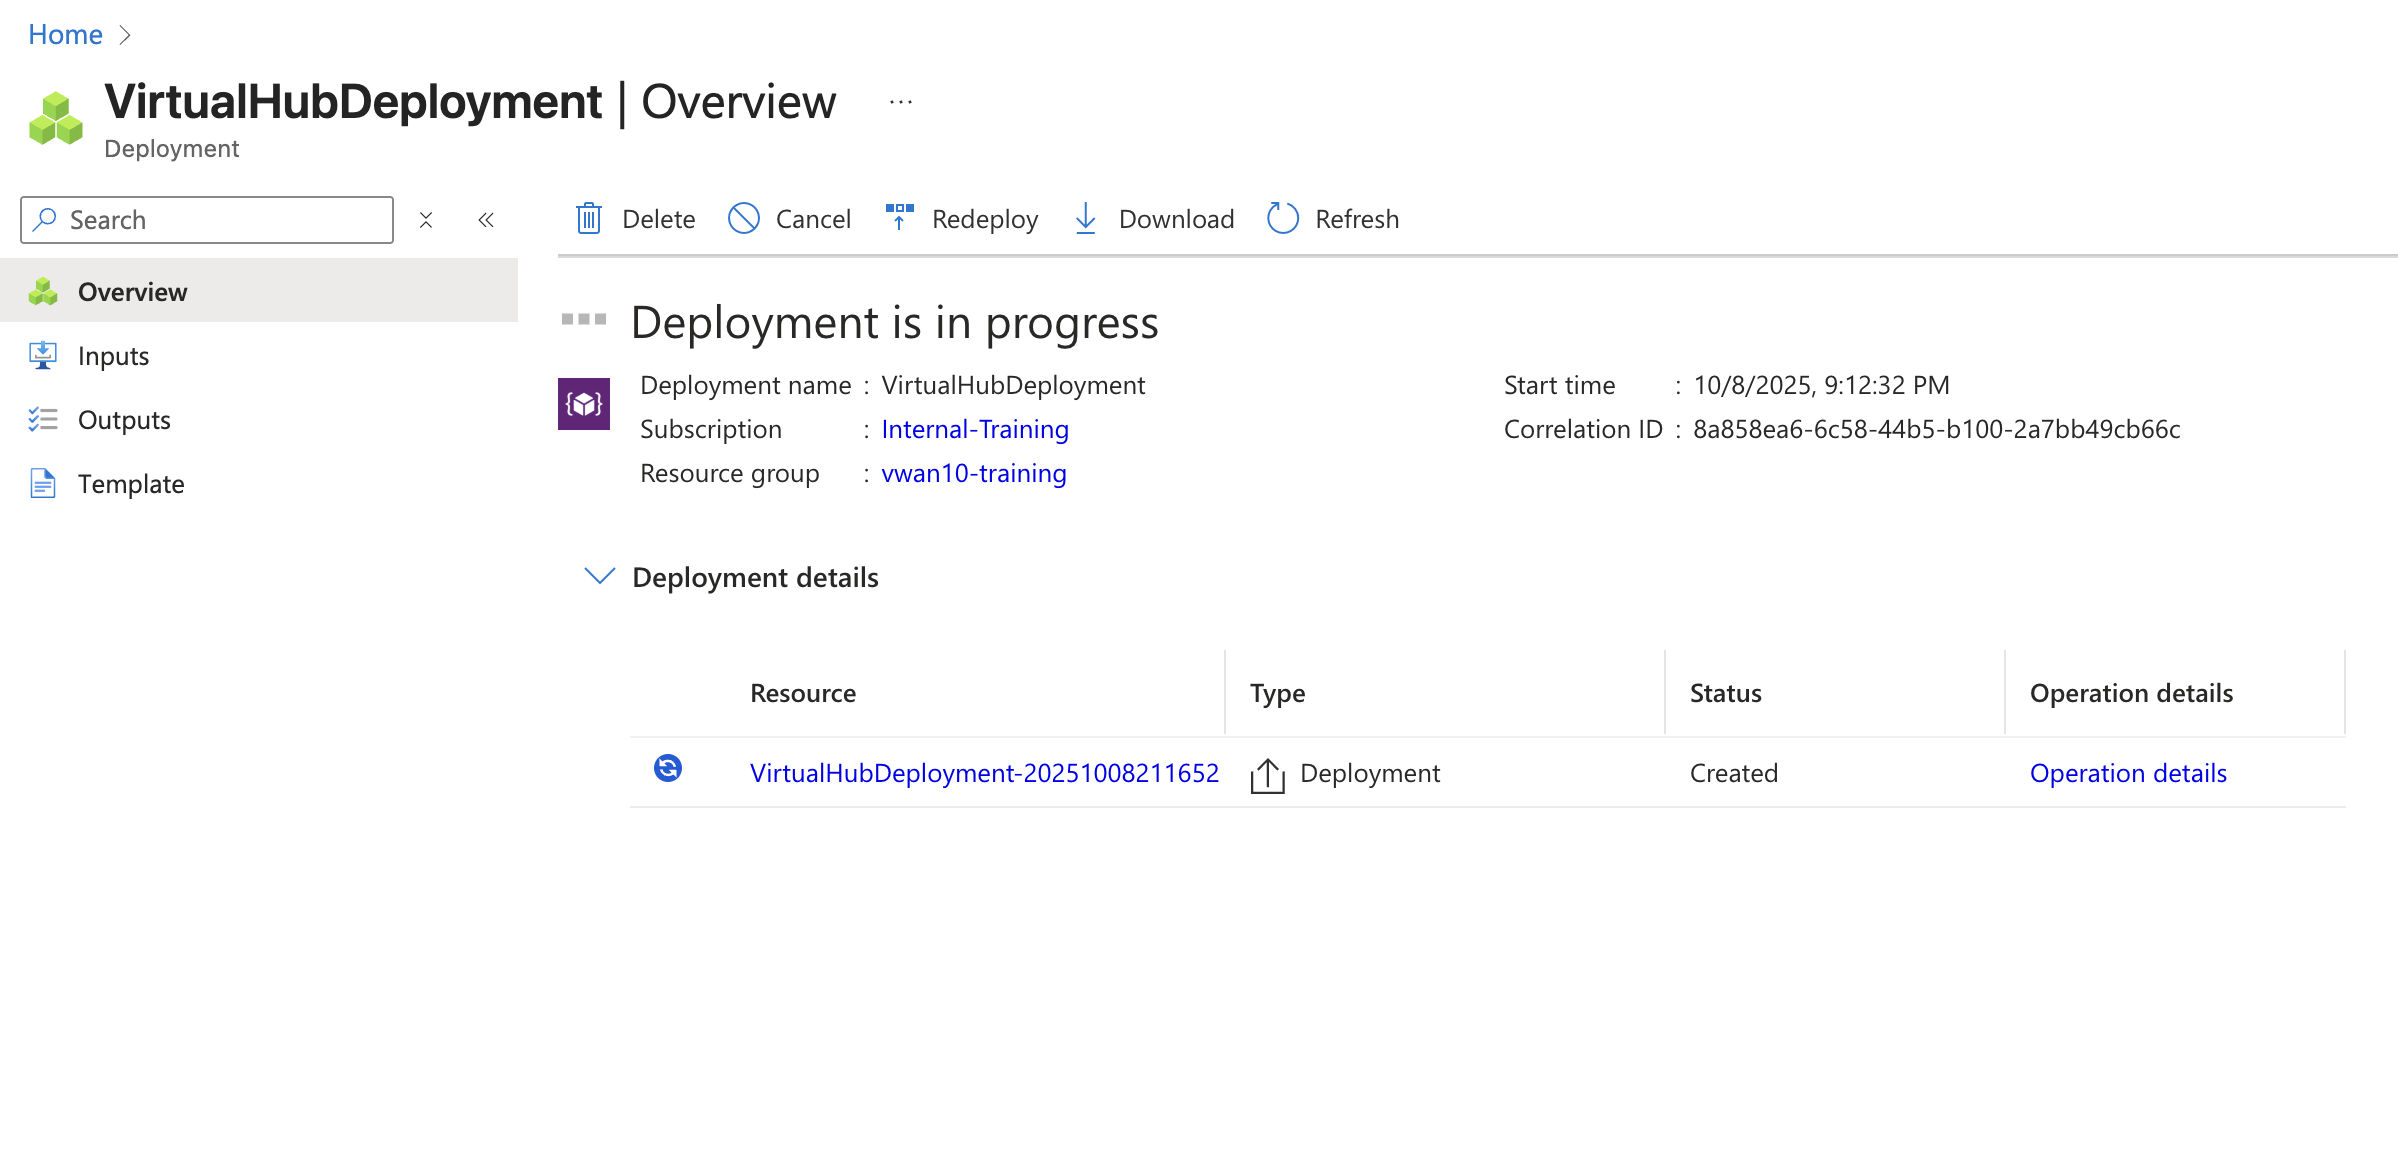 Home
VirtualHubDeployment | Overview ...
Deployment
Search
Delete Cancel Redeploy Download Refresh
Overview
Inputs
Outputs
Template
Deployment is in progress
Deployment name : VirtualHubDeployment
Subscription : Internal-Training
Resource group : vwan10-training
Start time : 10/8/2025, 9:12:32 PM
Correlation ID : 8a858ea6-6c58-44b5-b100-2a7bb49cb66c
Deployment details
Resource Type Status Operation details
VirtualHubDeployment-20251008211652 Deployment Created Operation details